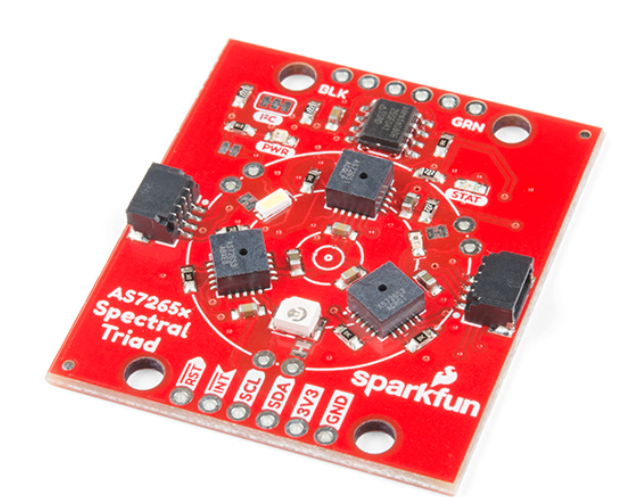 BLK
GRN
I²C
PWR
STAT
AS7265x
Spectral
Triad
sparkfun
RST
INT
SCL
SDA
3V3
GND